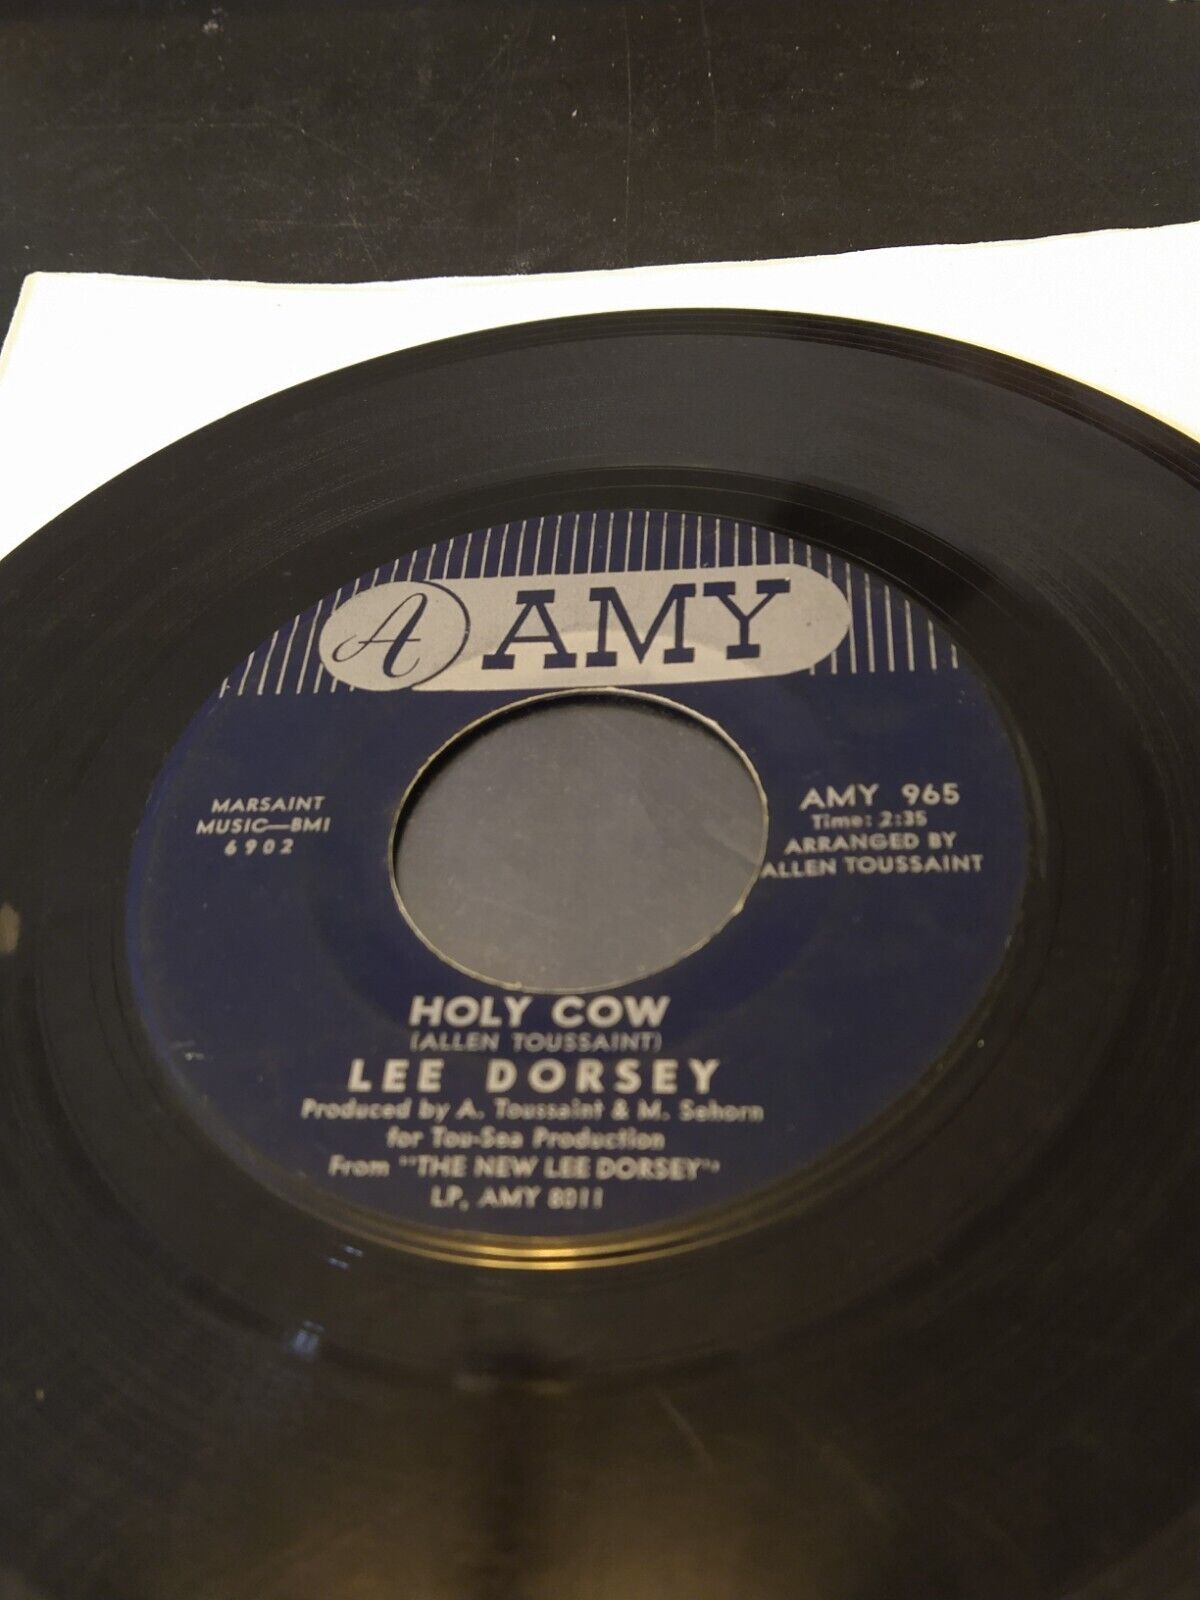 A AMY
MARSAINT
MUSIC—BMI
6902
AMY 965
Time: 2:35
ARRANGED BY
ALLEN TOUSSAINT
HOLY COW
(ALLEN TOUSSAINT)
LEE DORSEY
Produced by A. Toussaint & M. Sehorn
for Tou-Sea Production
From "THE NEW LEE DORSEY"
LP, AMY 8011